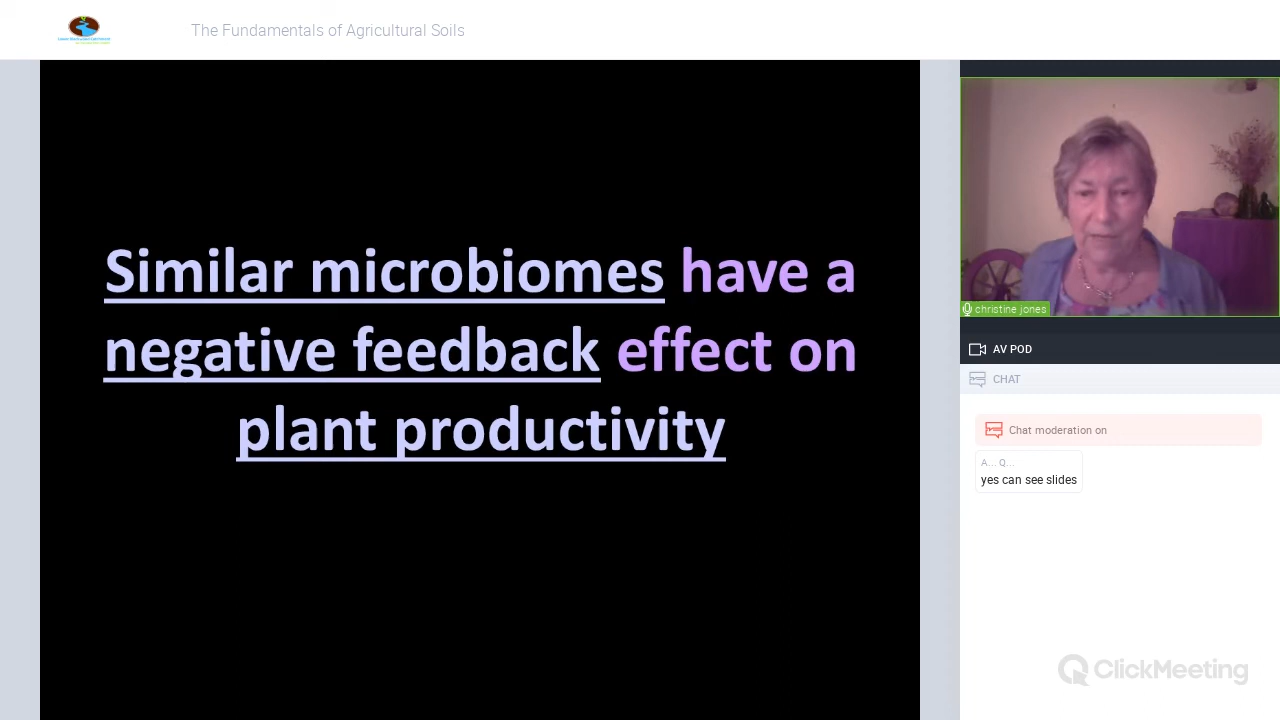 The Fundamentals of Agricultural Soils
Similar microbiomes have a
negative feedback effect on
plant productivity
christine jones
AV POD
CHAT
Chat moderation on
A... Q...
yes can see slides
ClickMeeting